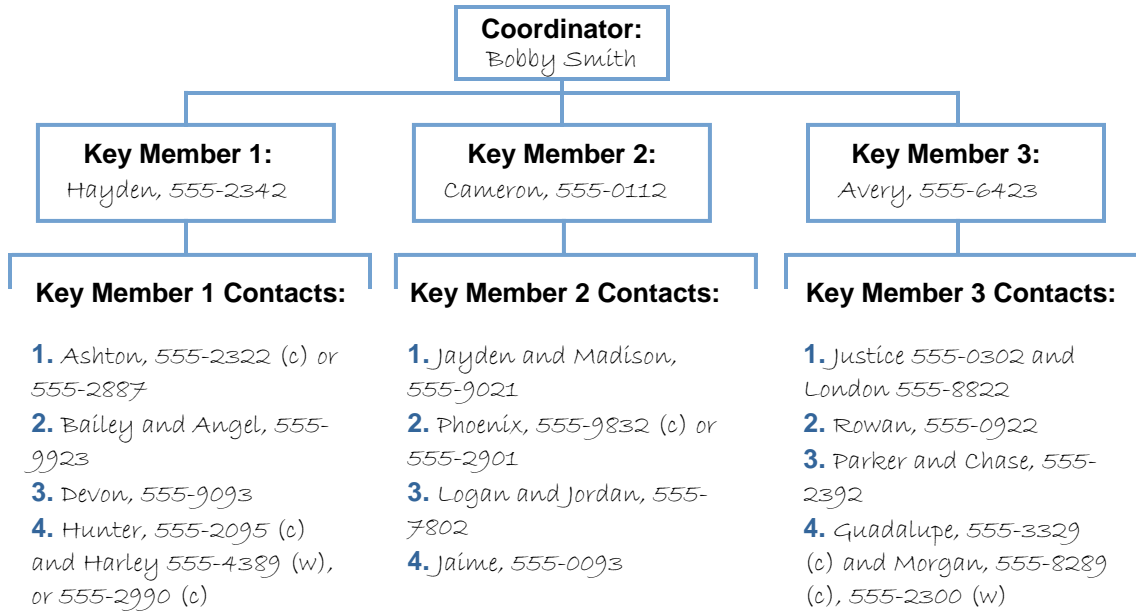 Coordinator:
Bobby Smith
Key Member 1:
Hayden, 555-2342
Key Member 2:
Cameron, 555-0112
Key Member 3:
Avery, 555-6423
Key Member 1 Contacts:
1. Ashton, 555-2322 (c) or
555-2887
2. Bailey and Angel, 555-
9923
3. Devon, 555-9093
4. Hunter, 555-2095 (c)
and Harley 555-4389 (w),
or 555-2990 (c)
Key Member 2 Contacts:
1. Jayden and Madison,
555-9021
2. Phoenix, 555-9832 (c) or
555-2901
3. Logan and Jordan, 555-
7802
4. Jaime, 555-0093
Key Member 3 Contacts:
1. Justice 555-0302 and
London 555-8822
2. Rowan, 555-0922
3. Parker and Chase, 555-
2392
4. Guadalupe, 555-3329
(c) and Morgan, 555-8289
(c), 555-2300 (w)